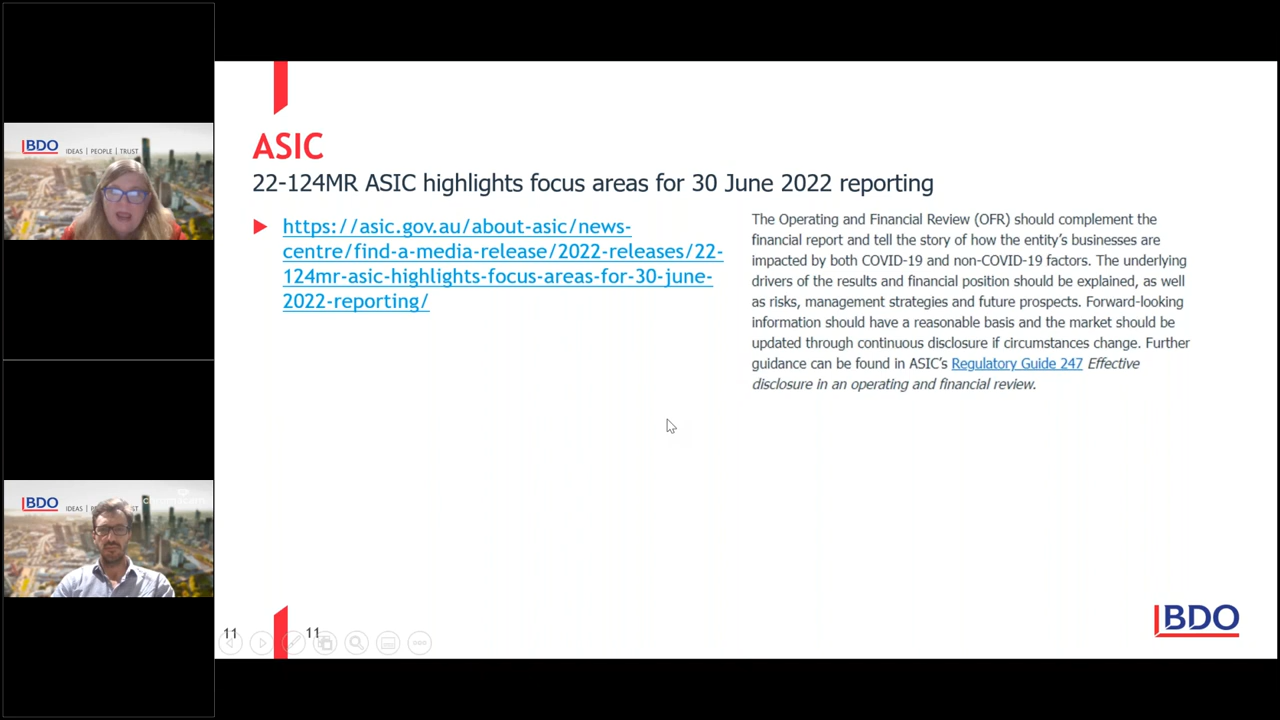 BDO IDEAS | PEOPLE | TRUST
BDO
ASIC
22-124MR ASIC highlights focus areas for 30 June 2022 reporting
https://asic.gov.au/about-asic/news-
centre/find-a-media-release/2022-releases/22-
124mr-asic-highlights-focus-areas-for-30-june-
2022-reporting/
The Operating and Financial Review (OFR) should complement the
financial report and tell the story of how the entity's businesses are
impacted by both COVID-19 and non-COVID-19 factors. The underlying
drivers of the results and financial position should be explained, as well
as risks, management strategies and future prospects. Forward-looking
information should have a reasonable basis and the market should be
updated through continuous disclosure if circumstances change. Further
guidance can be found in ASIC's Regulatory Guide 247 Effective
disclosure in an operating and financial review.
11
11
BDO